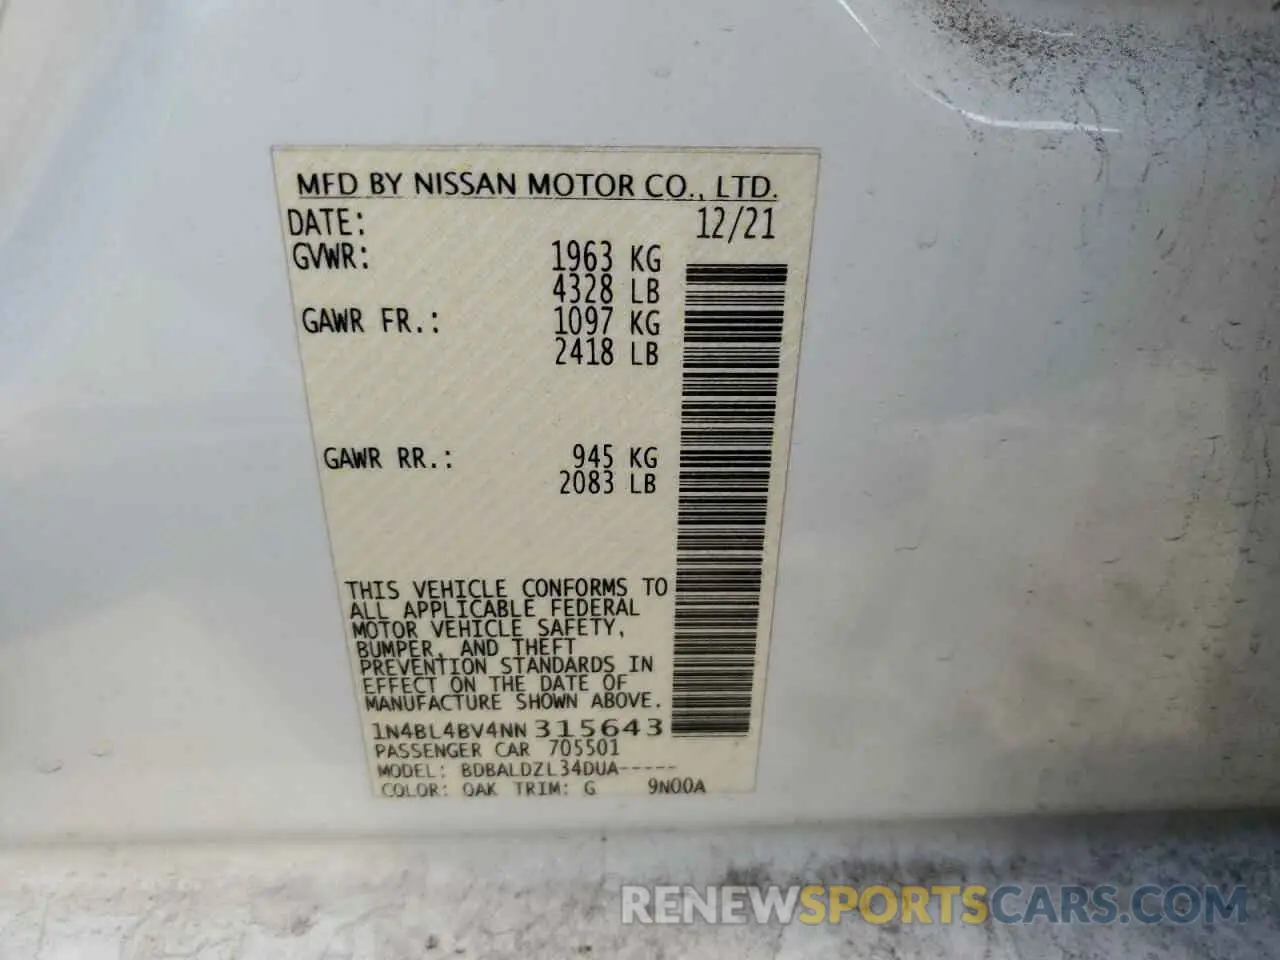 MFD BY NISSAN MOTOR CO., LTD.
DATE: 12/21
GVWR: 1963 KG
4328 LB
GAWR FR.: 1097 KG
2418 LB
GAWR RR.: 945 KG
2083 LB
THIS VEHICLE CONFORMS TO
ALL APPLICABLE FEDERAL
MOTOR VEHICLE SAFETY,
BUMPER, AND THEFT
PREVENTION STANDARDS IN
EFFECT ON THE DATE OF
MANUFACTURE SHOWN ABOVE.
1N4BL4BV4NN315643
PASSENGER CAR 705501
MODEL: BDBALDZL34DUA-----
COLOR: QAK TRIM: G 9N00A
RENEWSPORTSCARS.COM